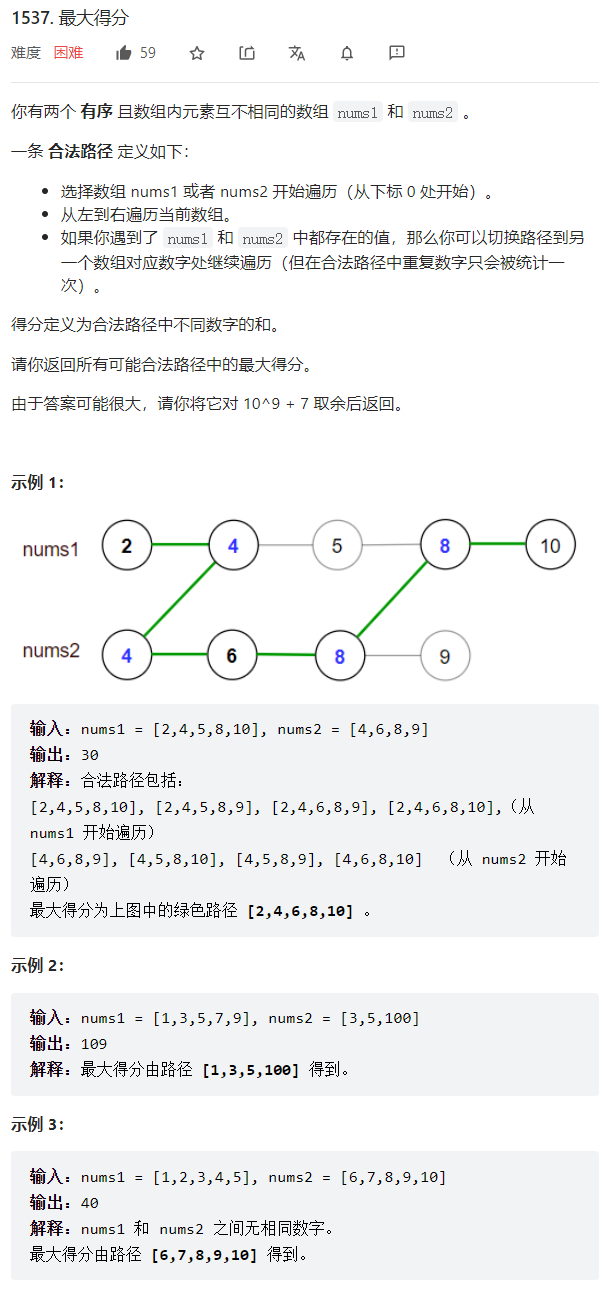 1537. 最大得分
难度 困难 59
你有两个 有序 且数组内元素互不相同的数组 nums1 和 nums2 。
一条 合法路径 定义如下：
• 选择数组 nums1 或者 nums2 开始遍历（从下标 0 处开始）。
• 从左到右遍历当前数组。
• 如果你遇到了 nums1 和 nums2 中都存在的值，那么你可以切换路径到另
一个数组对应数字处继续遍历（但在合法路径中重复数字只会被统计一
次）。
得分定义为合法路径中不同数字的和。
请你返回所有可能合法路径中的最大得分。
由于答案可能很大，请你将它对 10^9 + 7 取余后返回。
示例 1：
nums1 2 4 5 8 10
nums2 4 6 8 9
输入：nums1 = [2,4,5,8,10], nums2 = [4,6,8,9]
输出：30
解释：合法路径包括：
[2,4,5,8,10], [2,4,5,8,9], [2,4,6,8,9], [2,4,6,8,10],（从
nums1 开始遍历）
[4,6,8,9], [4,5,8,10], [4,5,8,9], [4,6,8,10] （从 nums2 开始
遍历）
最大得分为上图中的绿色路径 [2,4,6,8,10] 。
示例 2：
输入：nums1 = [1,3,5,7,9], nums2 = [3,5,100]
输出：109
解释：最大得分由路径 [1,3,5,100] 得到。
示例 3：
输入：nums1 = [1,2,3,4,5], nums2 = [6,7,8,9,10]
输出：40
解释：nums1 和 nums2 之间无相同数字。
最大得分由路径 [6,7,8,9,10] 得到。